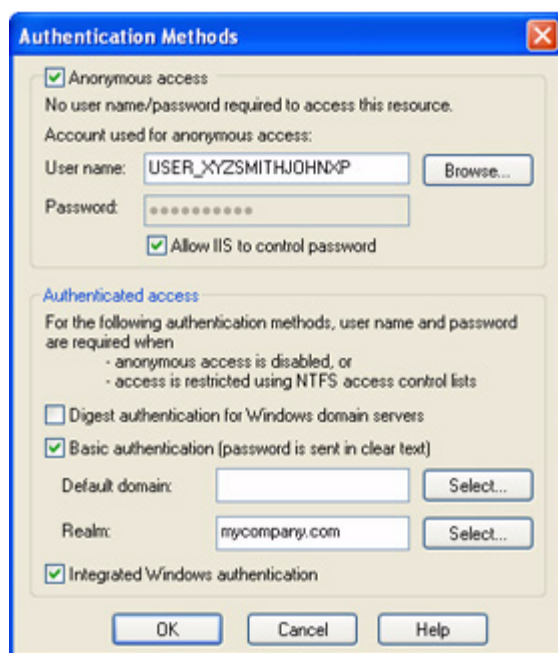 Authentication Methods
Anonymous access
No user name/password required to access this resource.
Account used for anonymous access:
User name: USER_XYZSMITHJOHNXP Browse...
Password: ●●●●●●●●●●
Allow IIS to control password
Authenticated access
For the following authentication methods, user name and password
are required when
- anonymous access is disabled, or
- access is restricted using NTFS access control lists
Digest authentication for Windows domain servers
Basic authentication (password is sent in clear text)
Default domain: Select...
Realm: mycompany.com Select...
Integrated Windows authentication
OK Cancel Help